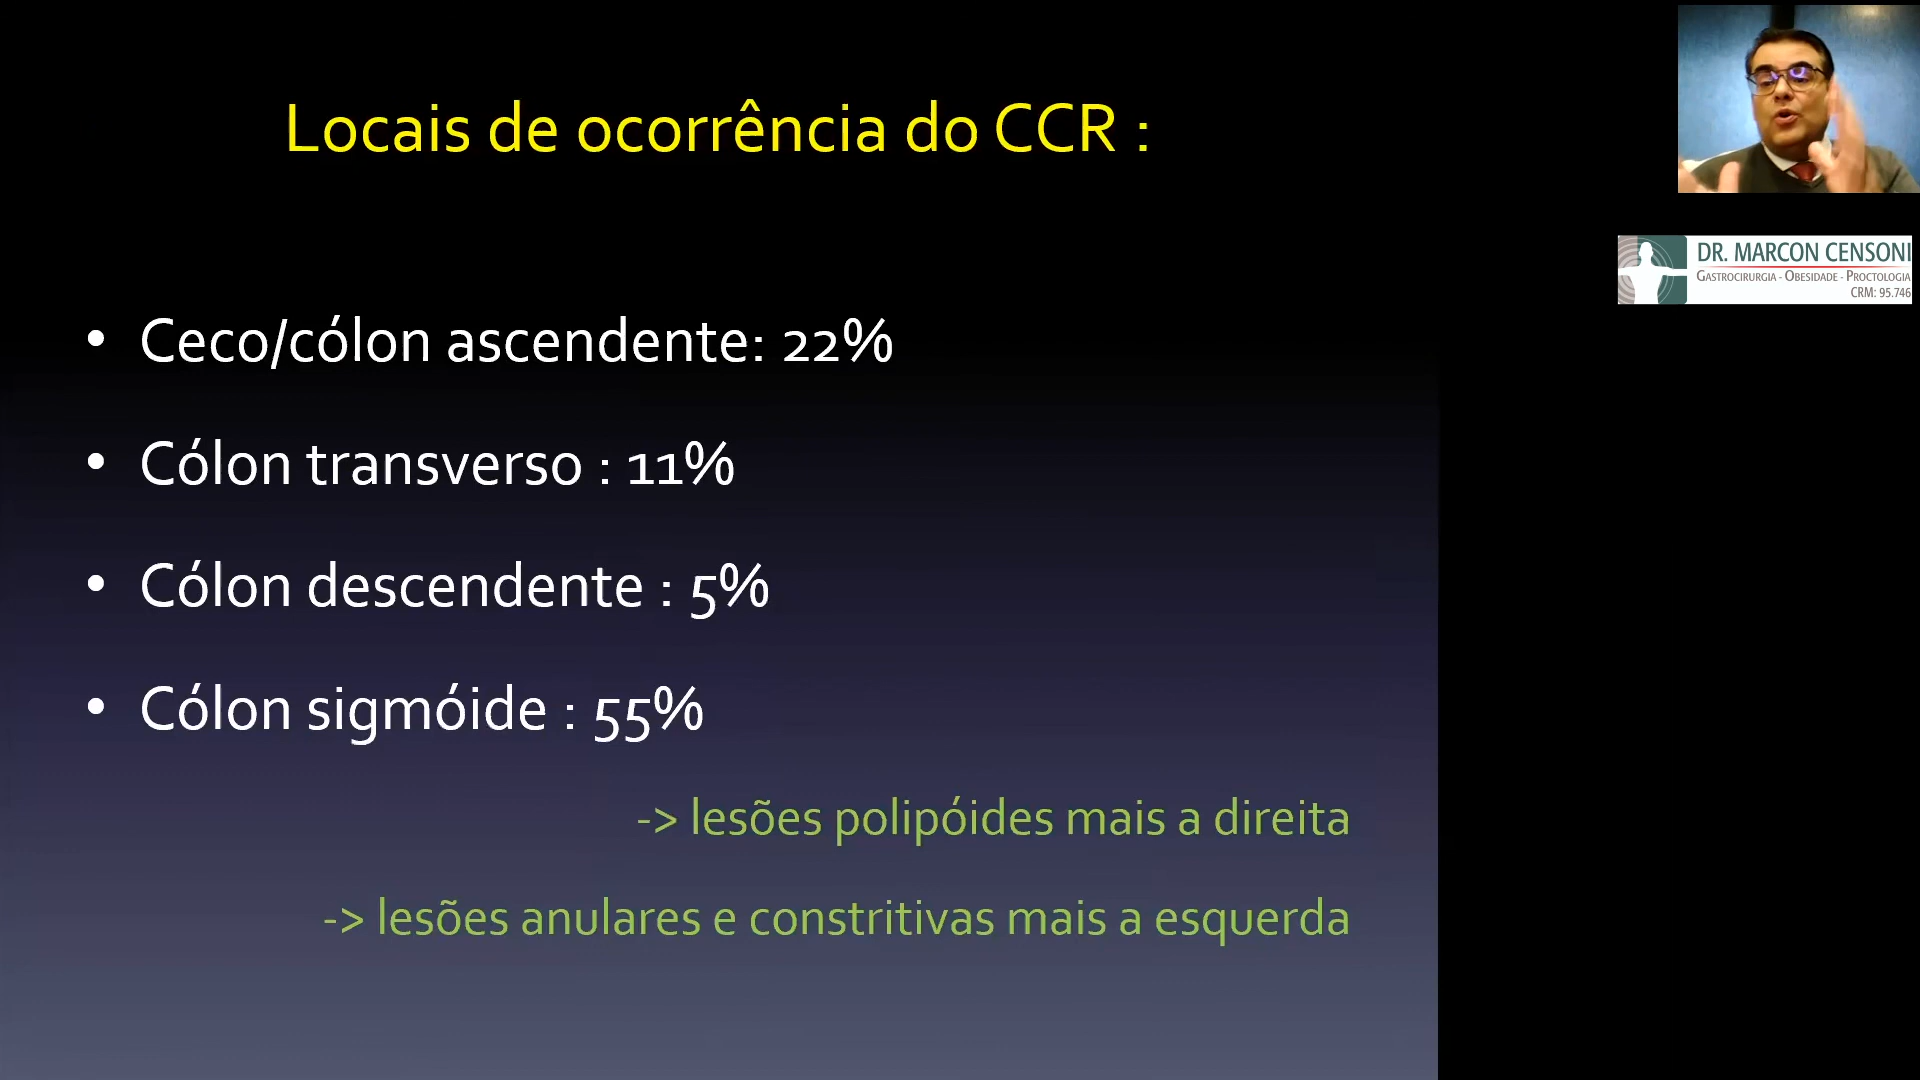 Locais de ocorrência do CCR :
DR. MARCON CENSONI
GASTROCIRURGIA - OBESIDADE - PROCTOLOGIA
CRM: 95.746
• Ceco/cólon ascendente: 22%
• Cólon transverso : 11%
• Cólon descendente : 5%
• Cólon sigmóide : 55%
-> lesões polipóides mais a direita
-> lesões anulares e constritivas mais a esquerda